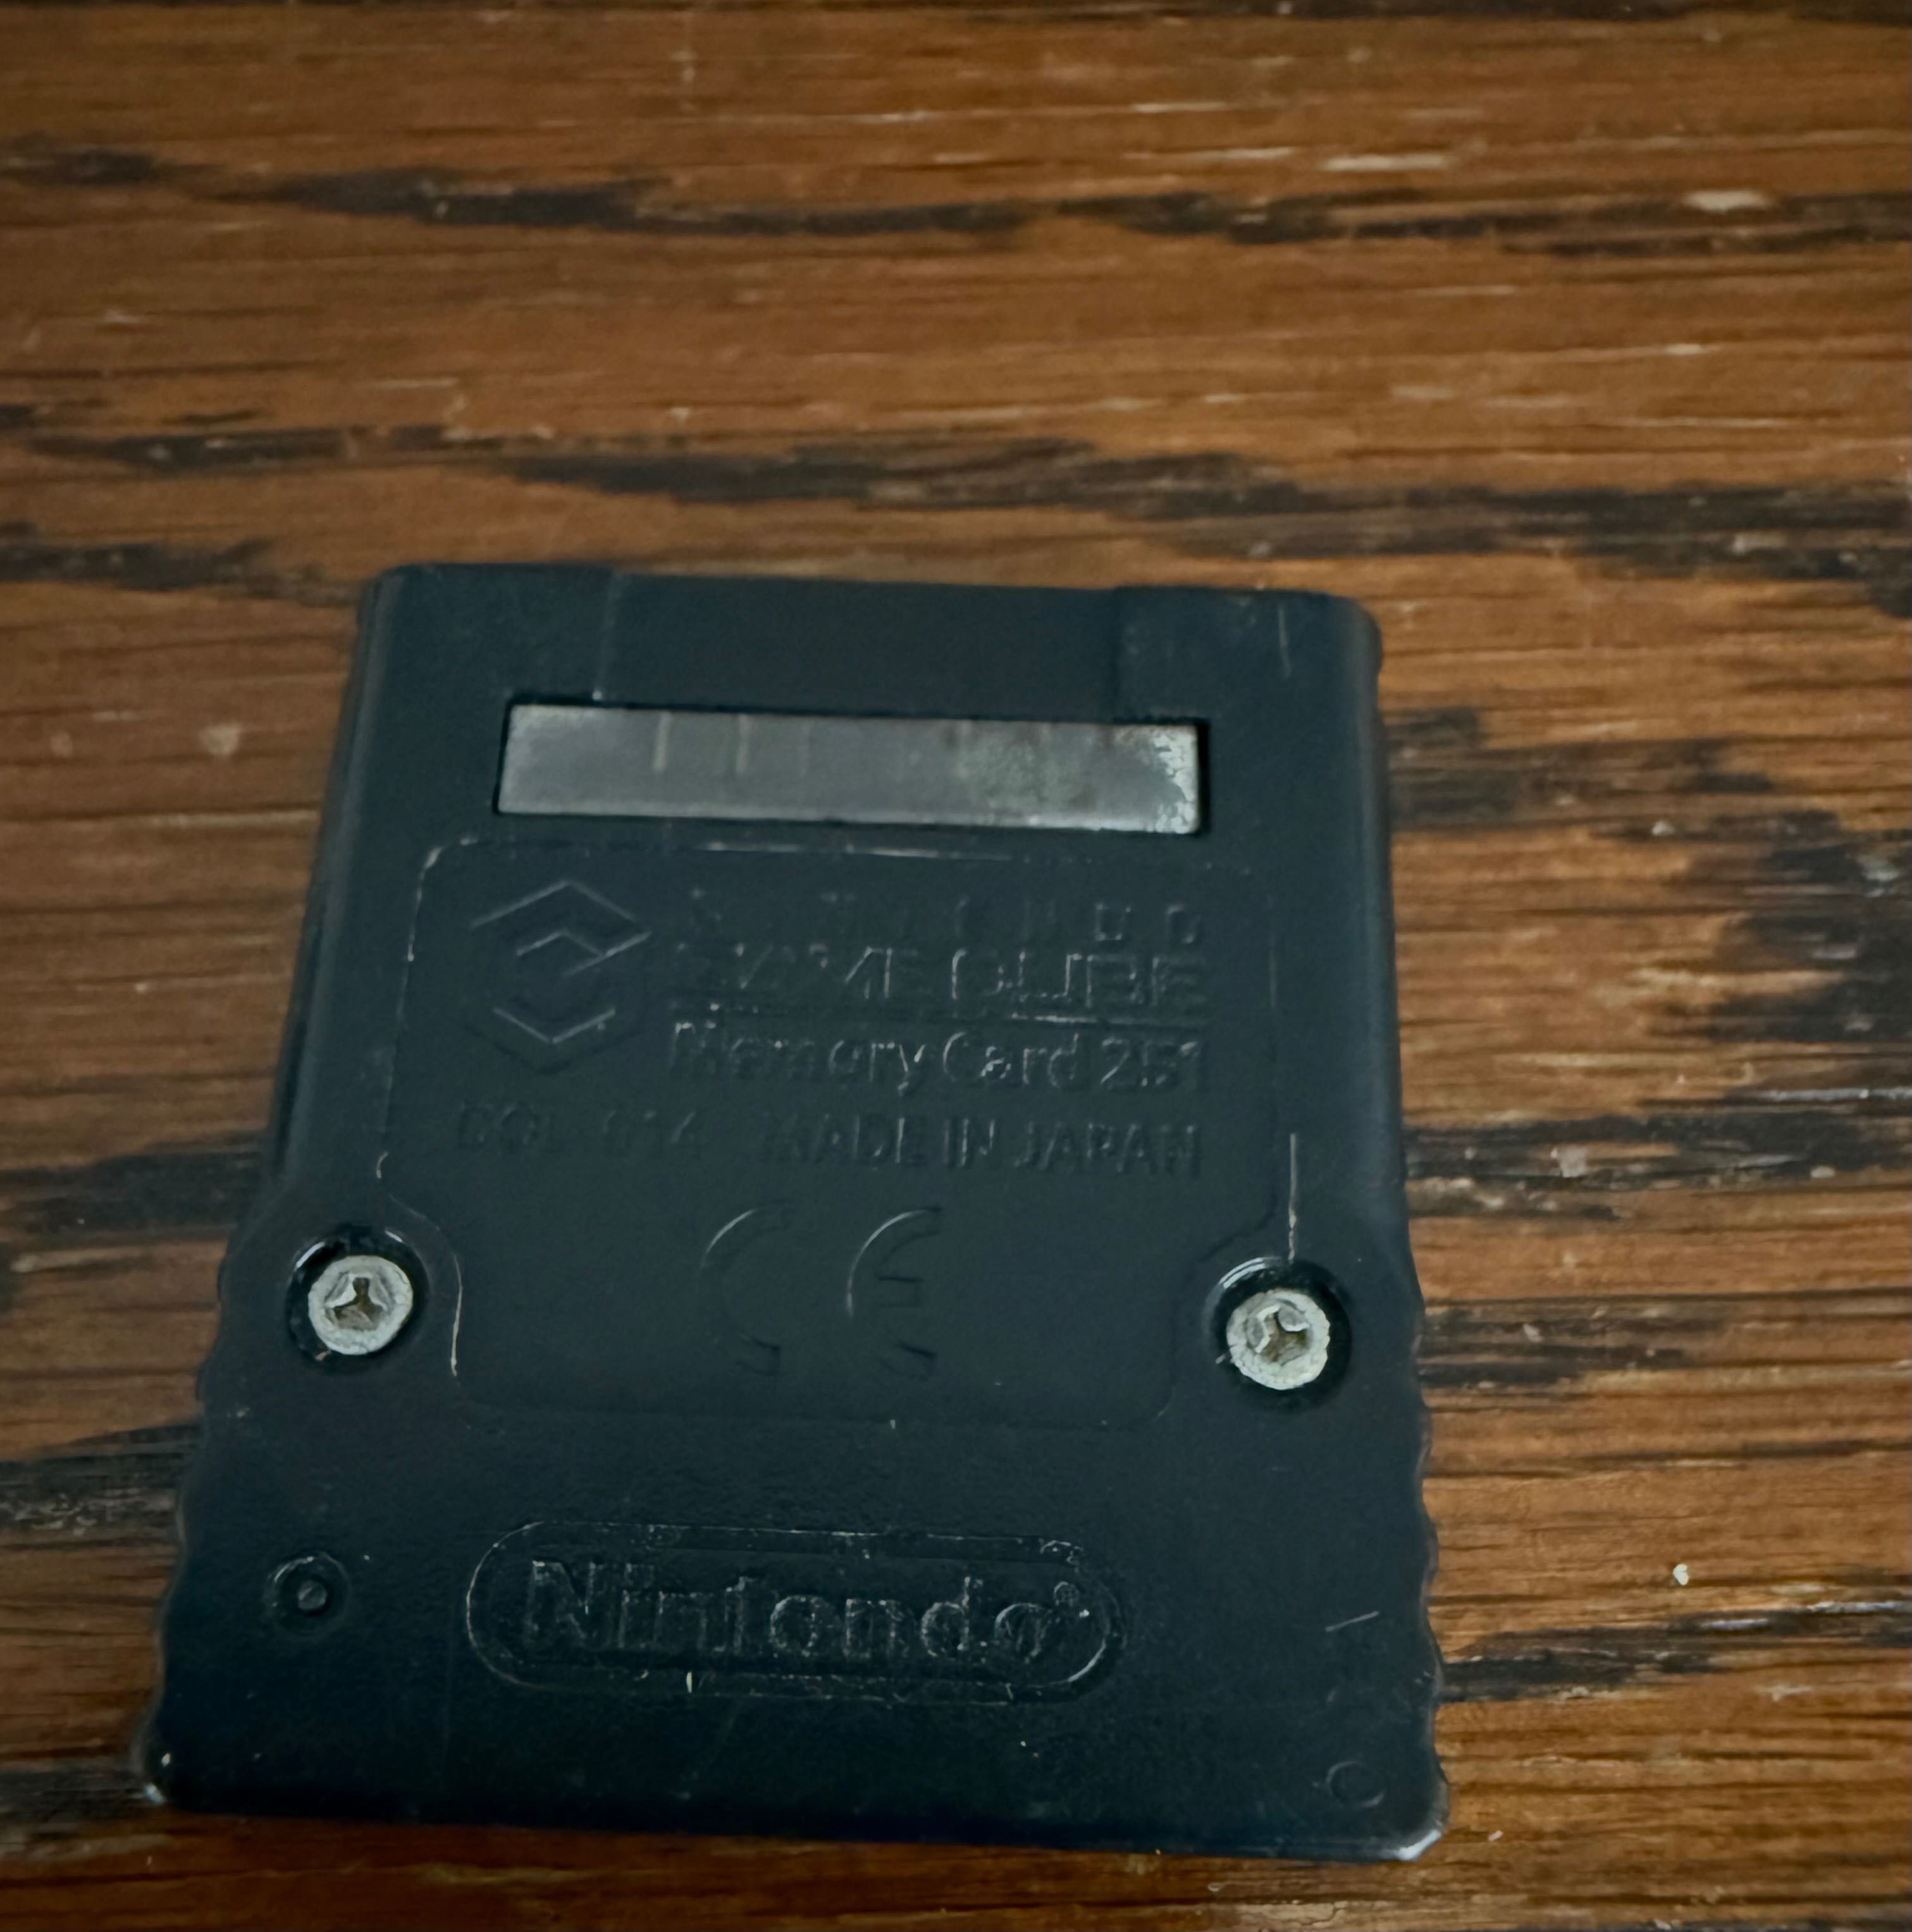 NINTENDO
GAMECUBE
Memory Card 251
DOL-014 MADE IN JAPAN
CE
Nintendo®